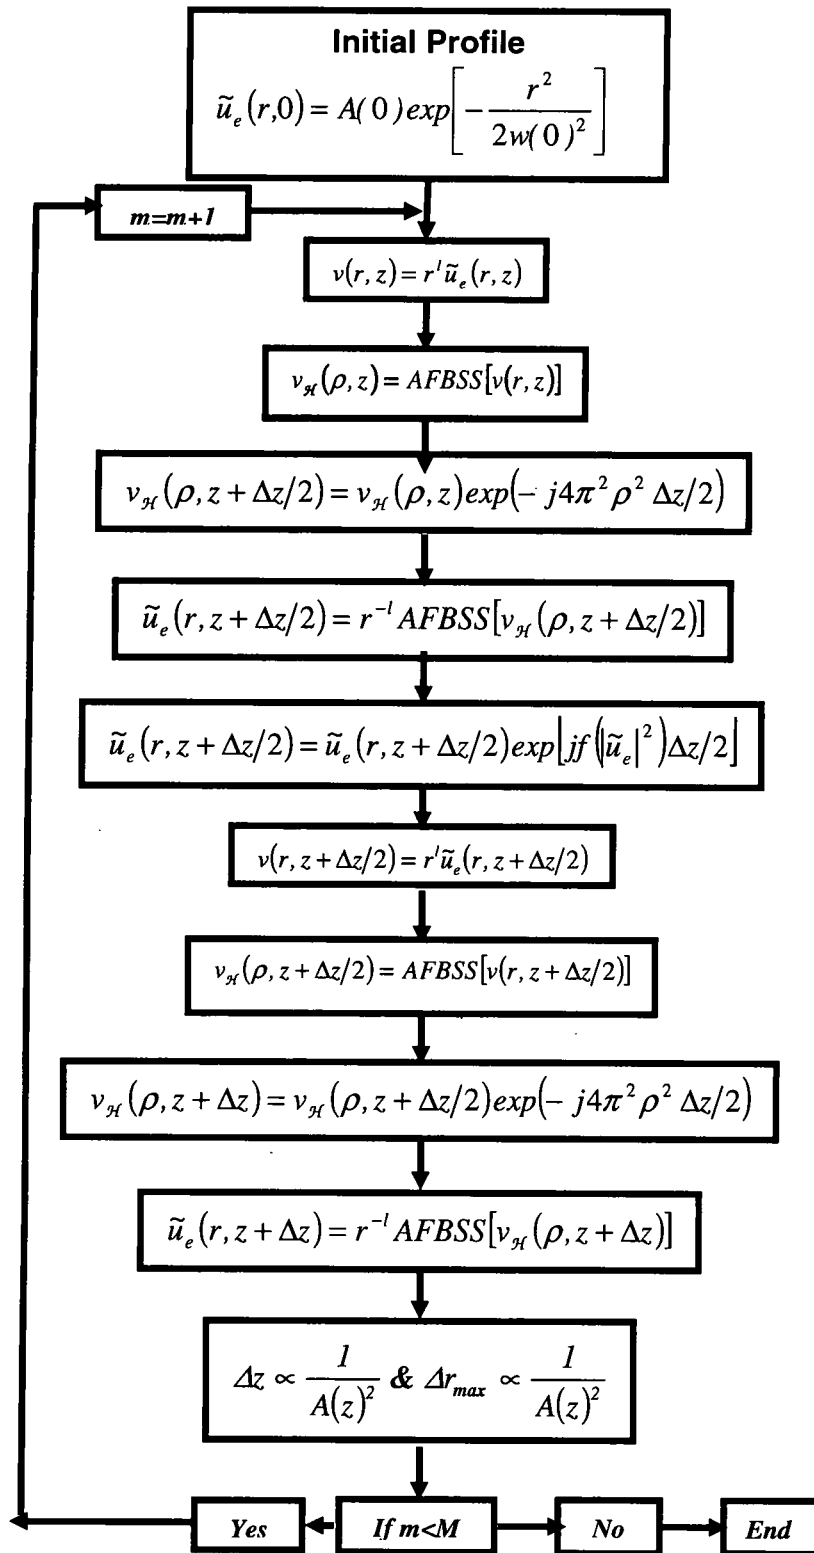 Initial Profile
ũ_e(r,0) = A(0)exp[-r²/2w(0)²]
m=m+1
v(r, z) = r^l ũ_e(r, z)
v_ℋ(ρ, z) = AFBSS[v(r, z)]
v_ℋ(ρ, z + Δz/2) = v_ℋ(ρ, z)exp(- j4π²ρ² Δz/2)
ũ_e(r, z + Δz/2) = r^{-l} AFBSS[v_ℋ(ρ, z + Δz/2)]
ũ_e(r, z + Δz/2) = ũ_e(r, z + Δz/2)exp⌊jf(|ũ_e|²)Δz/2⌋
v(r, z + Δz/2) = r^l ũ_e(r, z + Δz/2)
v_ℋ(ρ, z + Δz/2) = AFBSS[v(r, z + Δz/2)]
v_ℋ(ρ, z + Δz) = v_ℋ(ρ, z + Δz/2)exp(- j4π²ρ² Δz/2)
ũ_e(r, z + Δz) = r^{-l} AFBSS[v_ℋ(ρ, z + Δz)]
Δz ∝ 1/A(z)² & Δr_max ∝ 1/A(z)²
Yes If m<M No End